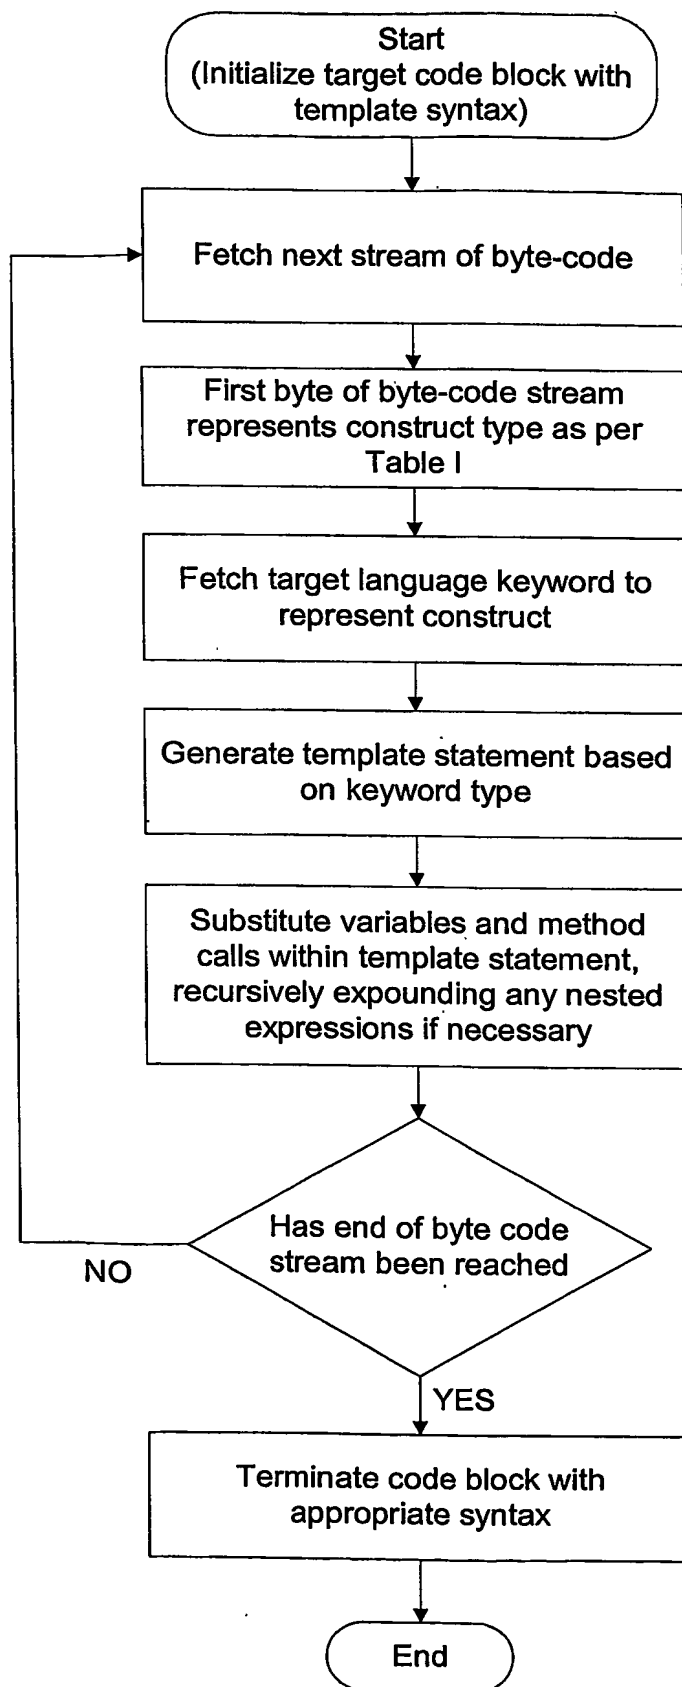 Start
(Initialize target code block with
template syntax)
Fetch next stream of byte-code
First byte of byte-code stream
represents construct type as per
Table I
Fetch target language keyword to
represent construct
Generate template statement based
on keyword type
Substitute variables and method
calls within template statement,
recursively expounding any nested
expressions if necessary
Has end of byte code
stream been reached
NO
YES
Terminate code block with
appropriate syntax
End